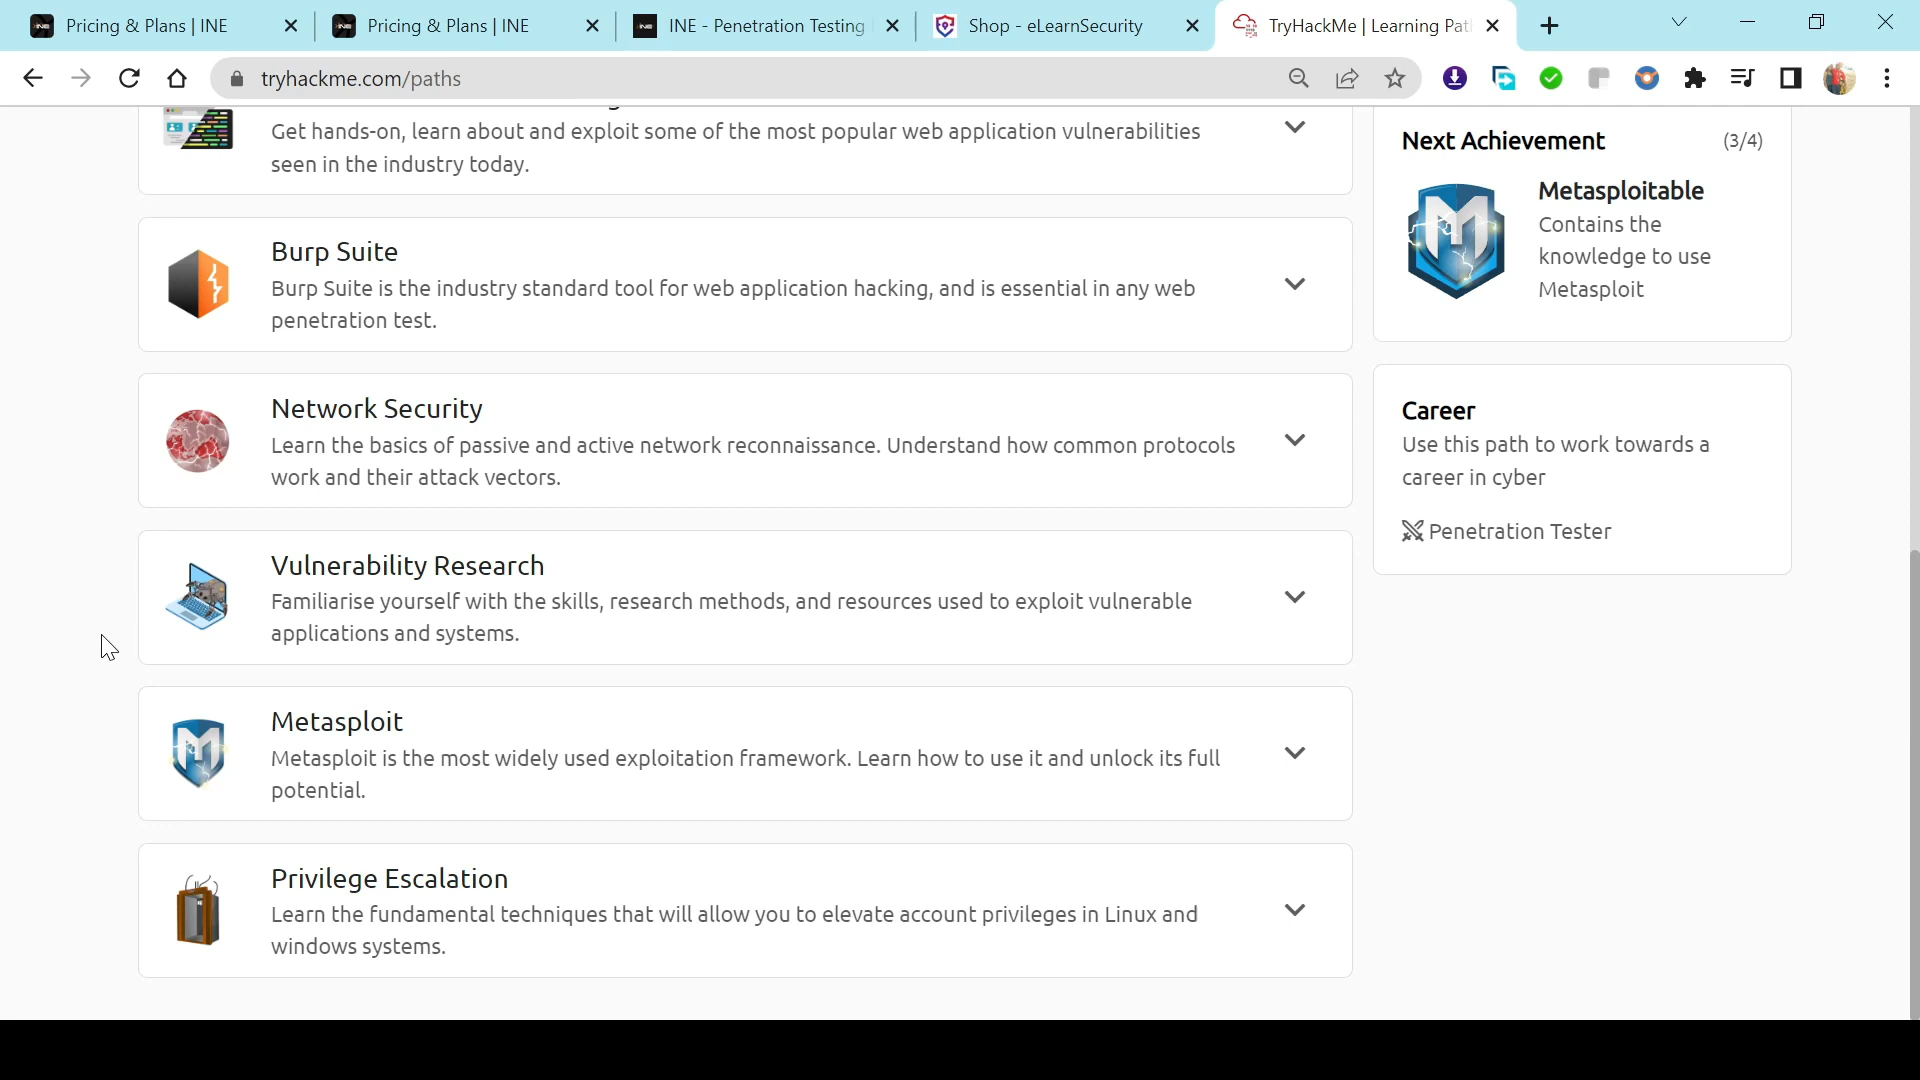 Pricing & Plans | INE
Pricing & Plans | INE
INE - Penetration Testing
Shop - eLearnSecurity
TryHackMe | Learning Pat
tryhackme.com/paths
Get hands-on, learn about and exploit some of the most popular web application vulnerabilities
seen in the industry today.
Burp Suite
Burp Suite is the industry standard tool for web application hacking, and is essential in any web
penetration test.
Network Security
Learn the basics of passive and active network reconnaissance. Understand how common protocols
work and their attack vectors.
Vulnerability Research
Familiarise yourself with the skills, research methods, and resources used to exploit vulnerable
applications and systems.
Metasploit
Metasploit is the most widely used exploitation framework. Learn how to use it and unlock its full
potential.
Privilege Escalation
Learn the fundamental techniques that will allow you to elevate account privileges in Linux and
windows systems.
Next Achievement (3/4)
Metasploitable
Contains the
knowledge to use
Metasploit
Career
Use this path to work towards a
career in cyber
Penetration Tester